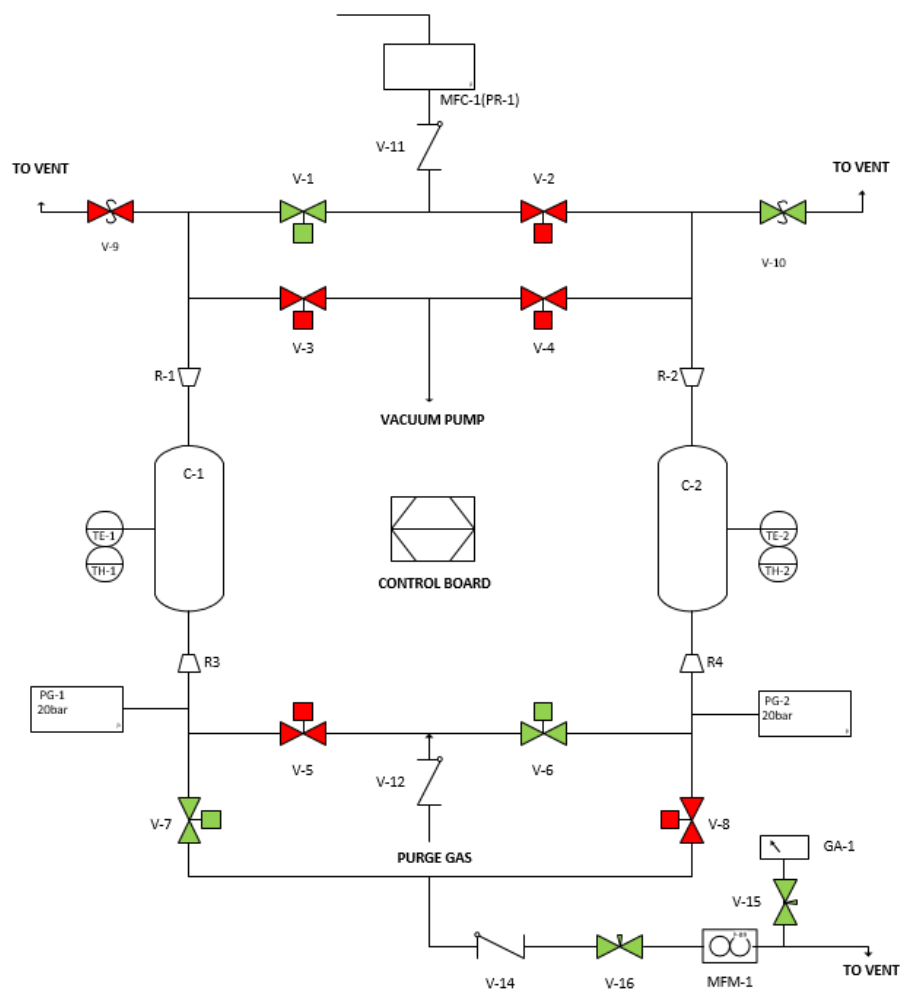 MFC-1(PR-1)
V-11
TO VENT
V-1
V-2
TO VENT
V-9
V-10
V-3
V-4
R-1
R-2
VACUUM PUMP
C-1
C-2
TE-1
TE-2
TH-1
TH-2
CONTROL BOARD
R3
R4
PG-1
20bar
PG-2
20bar
V-5
V-12
V-6
V-7
V-8
PURGE GAS
GA-1
V-15
V-14
V-16
MFM-1
TO VENT